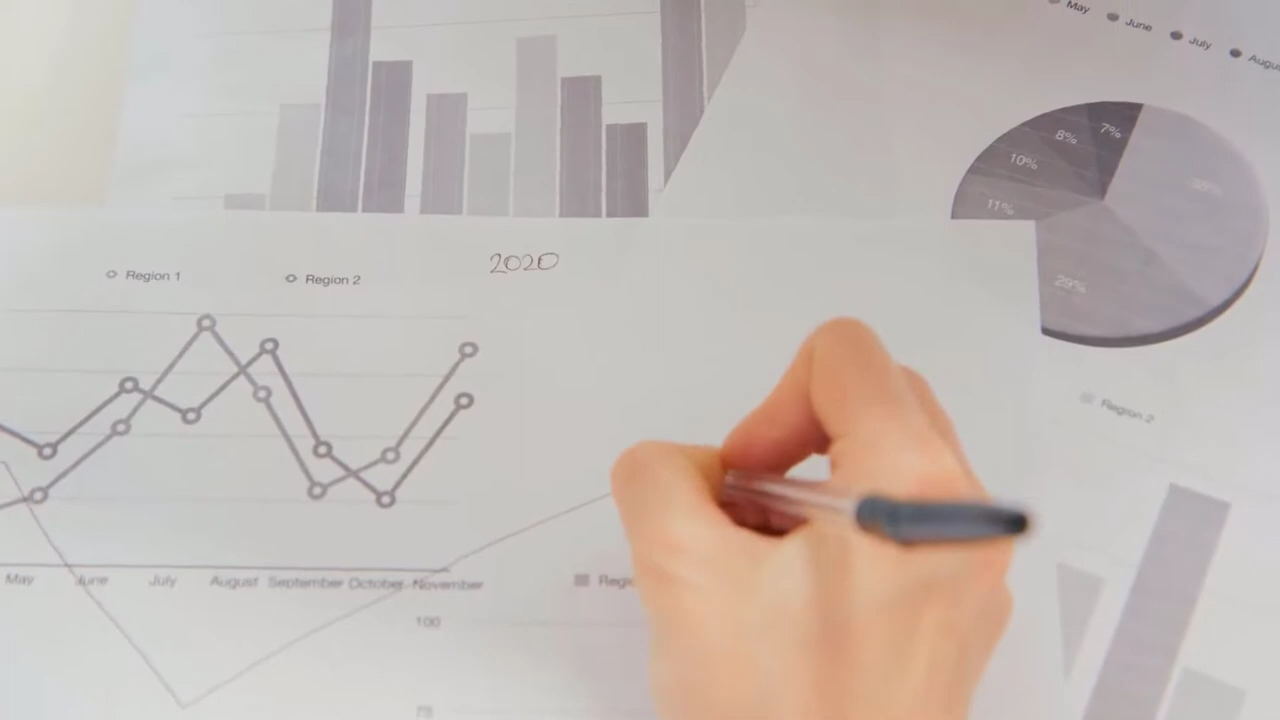 May June July
8% 7%
10%
11%
29%
2020
Region 1 Region 2
Region 2
May June July August September October November
100
75